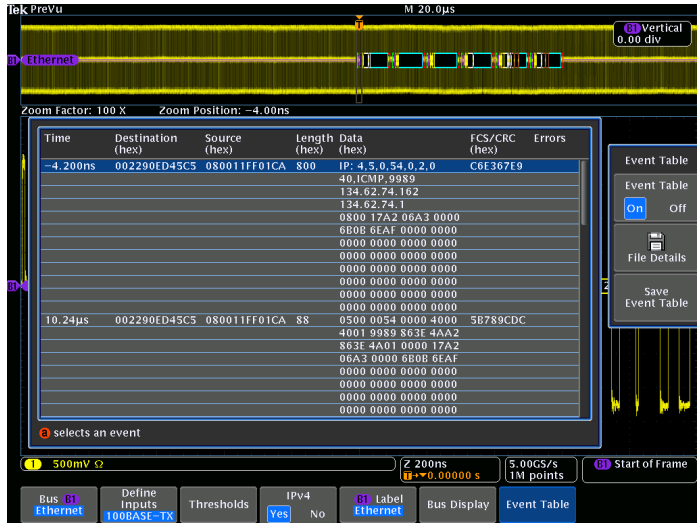 Tek PreVu M 20.0µs
T
B1 Vertical
0.00 div
B1 Ethernet
Zoom Factor: 100 X Zoom Position: −4.00ns
Time Destination (hex) Source (hex) Length (hex) Data (hex) FCS/CRC (hex) Errors
−4.200ns 002290ED45C5 080011FF01CA 800 IP: 4,5,0,54,0,2,0 C6E367E9
40,ICMP,9989
134.62.74.162
134.62.74.1
0800 17A2 06A3 0000
6B0B 6EAF 0000 0000
0000 0000 0000 0000
0000 0000 0000 0000
0000 0000 0000 0000
0000 0000 0000 0000
0000 0000 0000 0000
0000 0000 0000 0000
10.24µs 002290ED45C5 080011FF01CA 88 0500 0054 0000 4000 5B789CDC
4001 9989 863E 4AA2
863E 4A01 0000 17A2
06A3 0000 6B0B 6EAF
0000 0000 0000 0000
0000 0000 0000 0000
0000 0000 0000 0000
0000 0000 0000 0000
a selects an event
Event Table
Event Table
On Off
File Details
Save
Event Table
B1
1 500mV Ω
Z 200ns
T→▼0.00000 s
5.00GS/s
1M points
B1 Start of Frame
Bus B1
Ethernet
Define
Inputs
100BASE-TX
Thresholds
IPv4
Yes No
B1 Label
Ethernet
Bus Display
Event Table